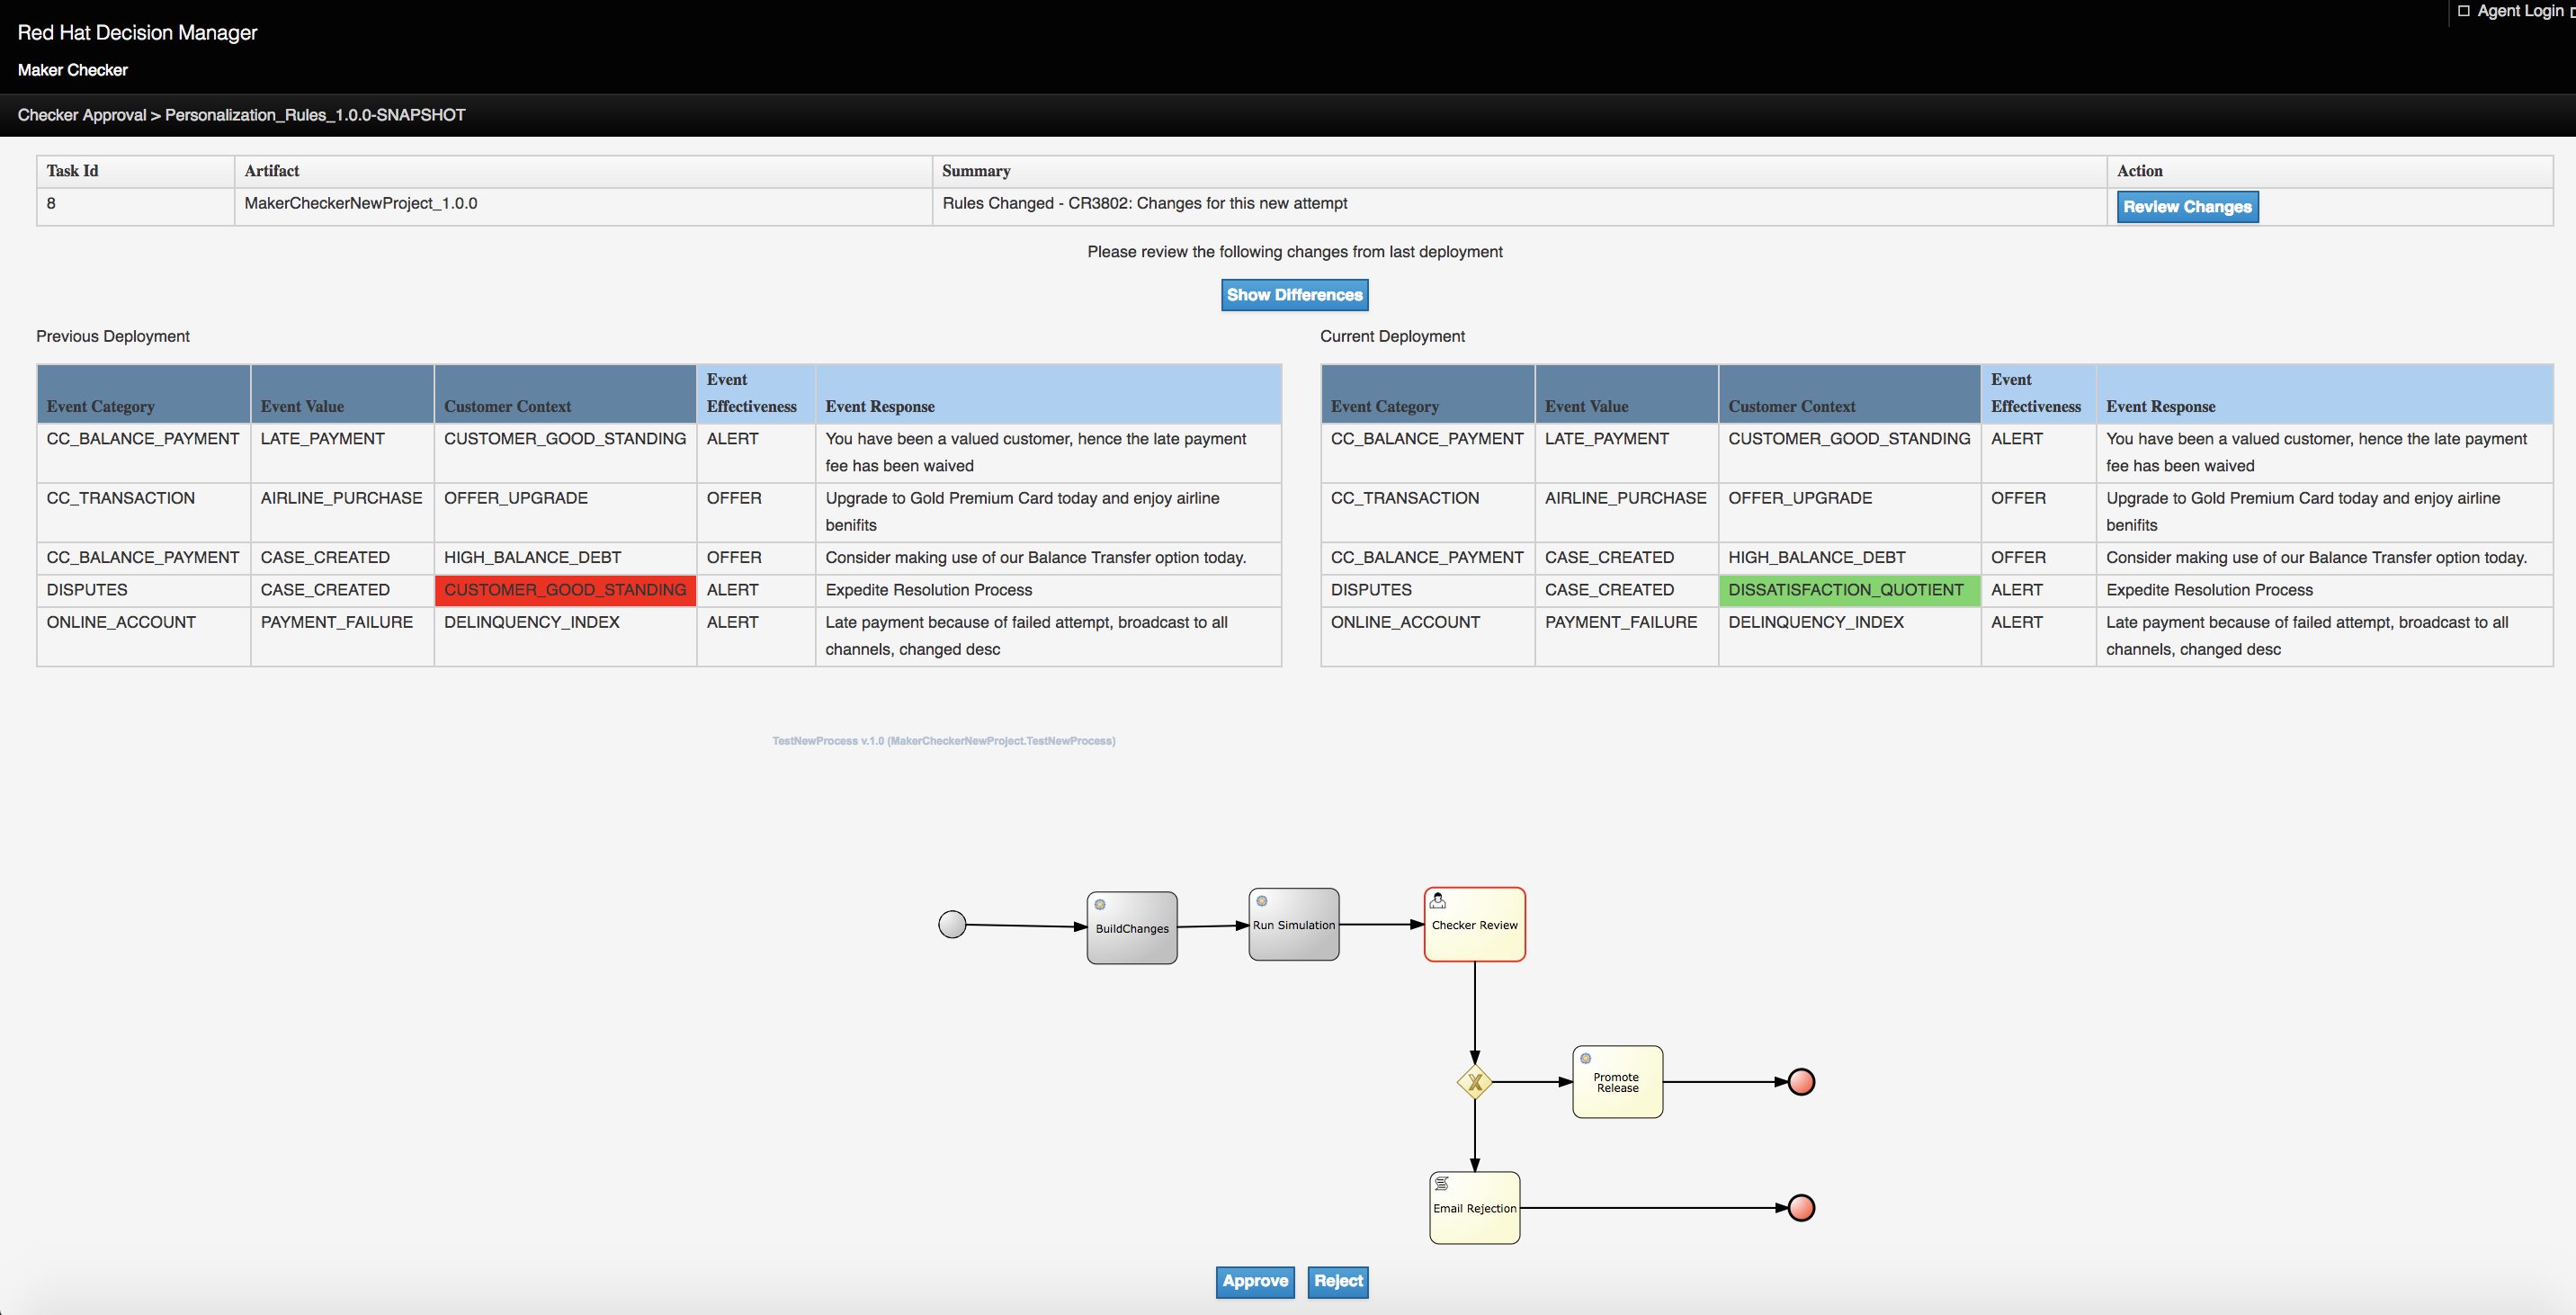 Agent Login
Red Hat Decision Manager
Maker Checker
Checker Approval > Personalization_Rules_1.0.0-SNAPSHOT
Task Id Artifact Summary Action
8 MakerCheckerNewProject_1.0.0 Rules Changed - CR3802: Changes for this new attempt Review Changes
Please review the following changes from last deployment
Show Differences
Previous Deployment
Event Category Event Value Customer Context Event Effectiveness Event Response
CC_BALANCE_PAYMENT LATE_PAYMENT CUSTOMER_GOOD_STANDING ALERT You have been a valued customer, hence the late payment
fee has been waived
CC_TRANSACTION AIRLINE_PURCHASE OFFER_UPGRADE OFFER Upgrade to Gold Premium Card today and enjoy airline
benifits
CC_BALANCE_PAYMENT CASE_CREATED HIGH_BALANCE_DEBT OFFER Consider making use of our Balance Transfer option today.
DISPUTES CASE_CREATED CUSTOMER_GOOD_STANDING ALERT Expedite Resolution Process
ONLINE_ACCOUNT PAYMENT_FAILURE DELINQUENCY_INDEX ALERT Late payment because of failed attempt, broadcast to all
channels, changed desc
Current Deployment
Event Category Event Value Customer Context Event Effectiveness Event Response
CC_BALANCE_PAYMENT LATE_PAYMENT CUSTOMER_GOOD_STANDING ALERT You have been a valued customer, hence the late payment
fee has been waived
CC_TRANSACTION AIRLINE_PURCHASE OFFER_UPGRADE OFFER Upgrade to Gold Premium Card today and enjoy airline
benifits
CC_BALANCE_PAYMENT CASE_CREATED HIGH_BALANCE_DEBT OFFER Consider making use of our Balance Transfer option today.
DISPUTES CASE_CREATED DISSATISFACTION_QUOTIENT ALERT Expedite Resolution Process
ONLINE_ACCOUNT PAYMENT_FAILURE DELINQUENCY_INDEX ALERT Late payment because of failed attempt, broadcast to all
channels, changed desc
TestNewProcess v.1.0 (MakerCheckerNewProject.TestNewProcess)
BuildChanges
Run Simulation
Checker Review
X
Promote
Release
Email Rejection
Approve Reject